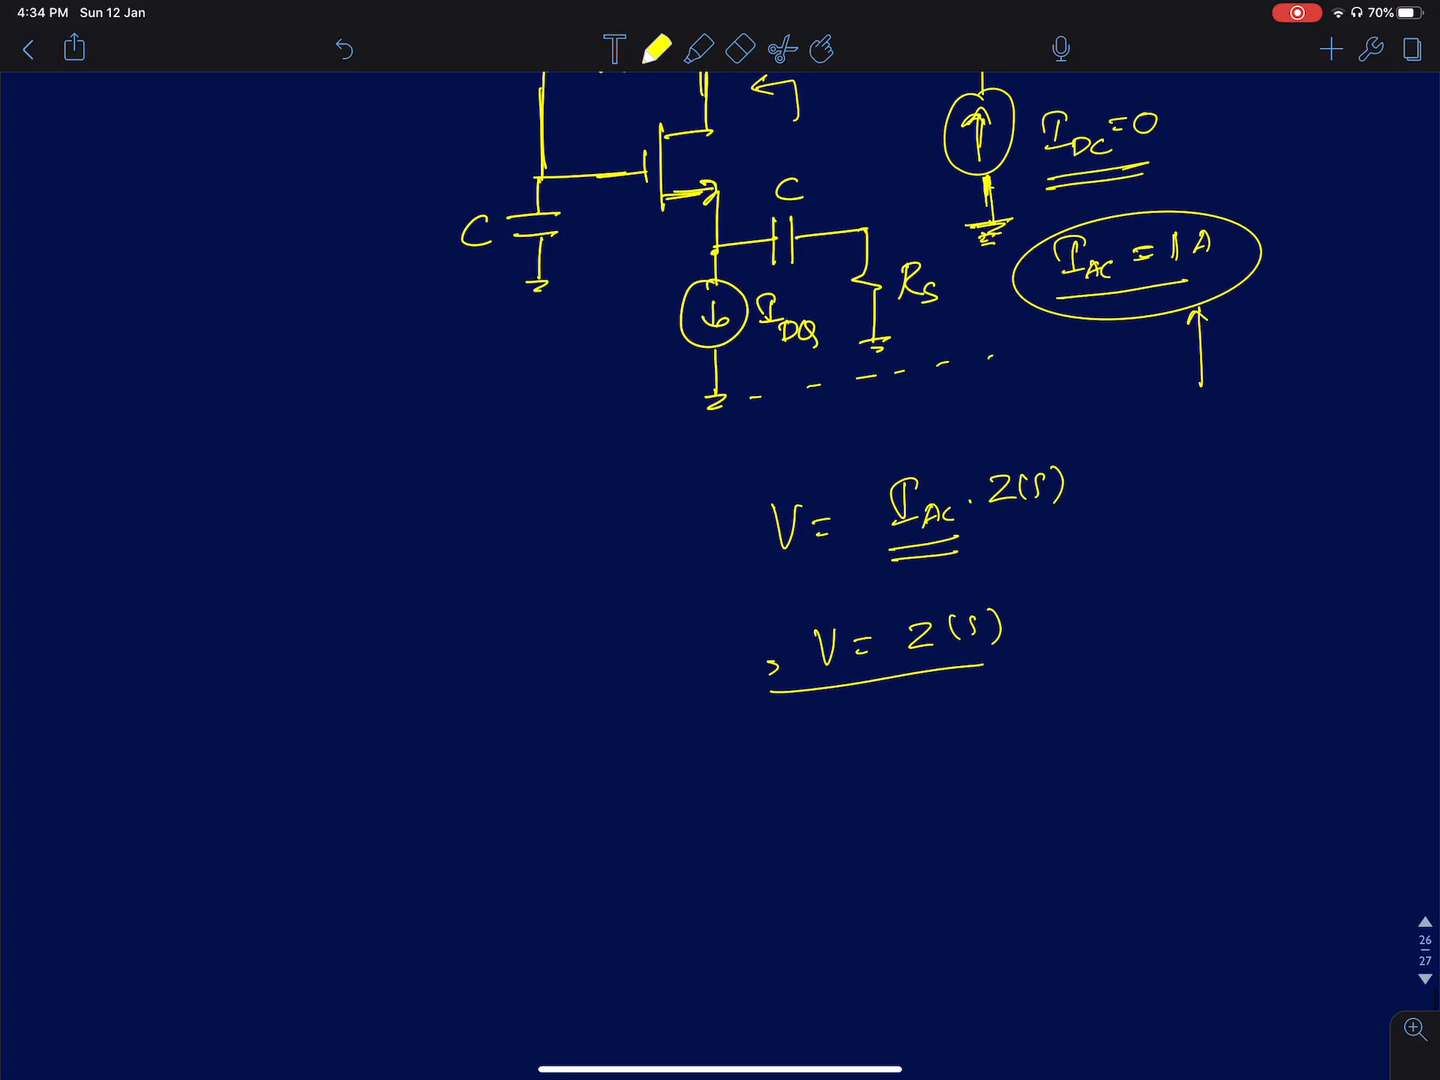 4:34 PM Sun 12 Jan
70%
T
I_DC = 0
C
C
I_AC = 1 A
R_S
I_DQ
V = I_AC . Z(s)
, V = Z(s)
26
27